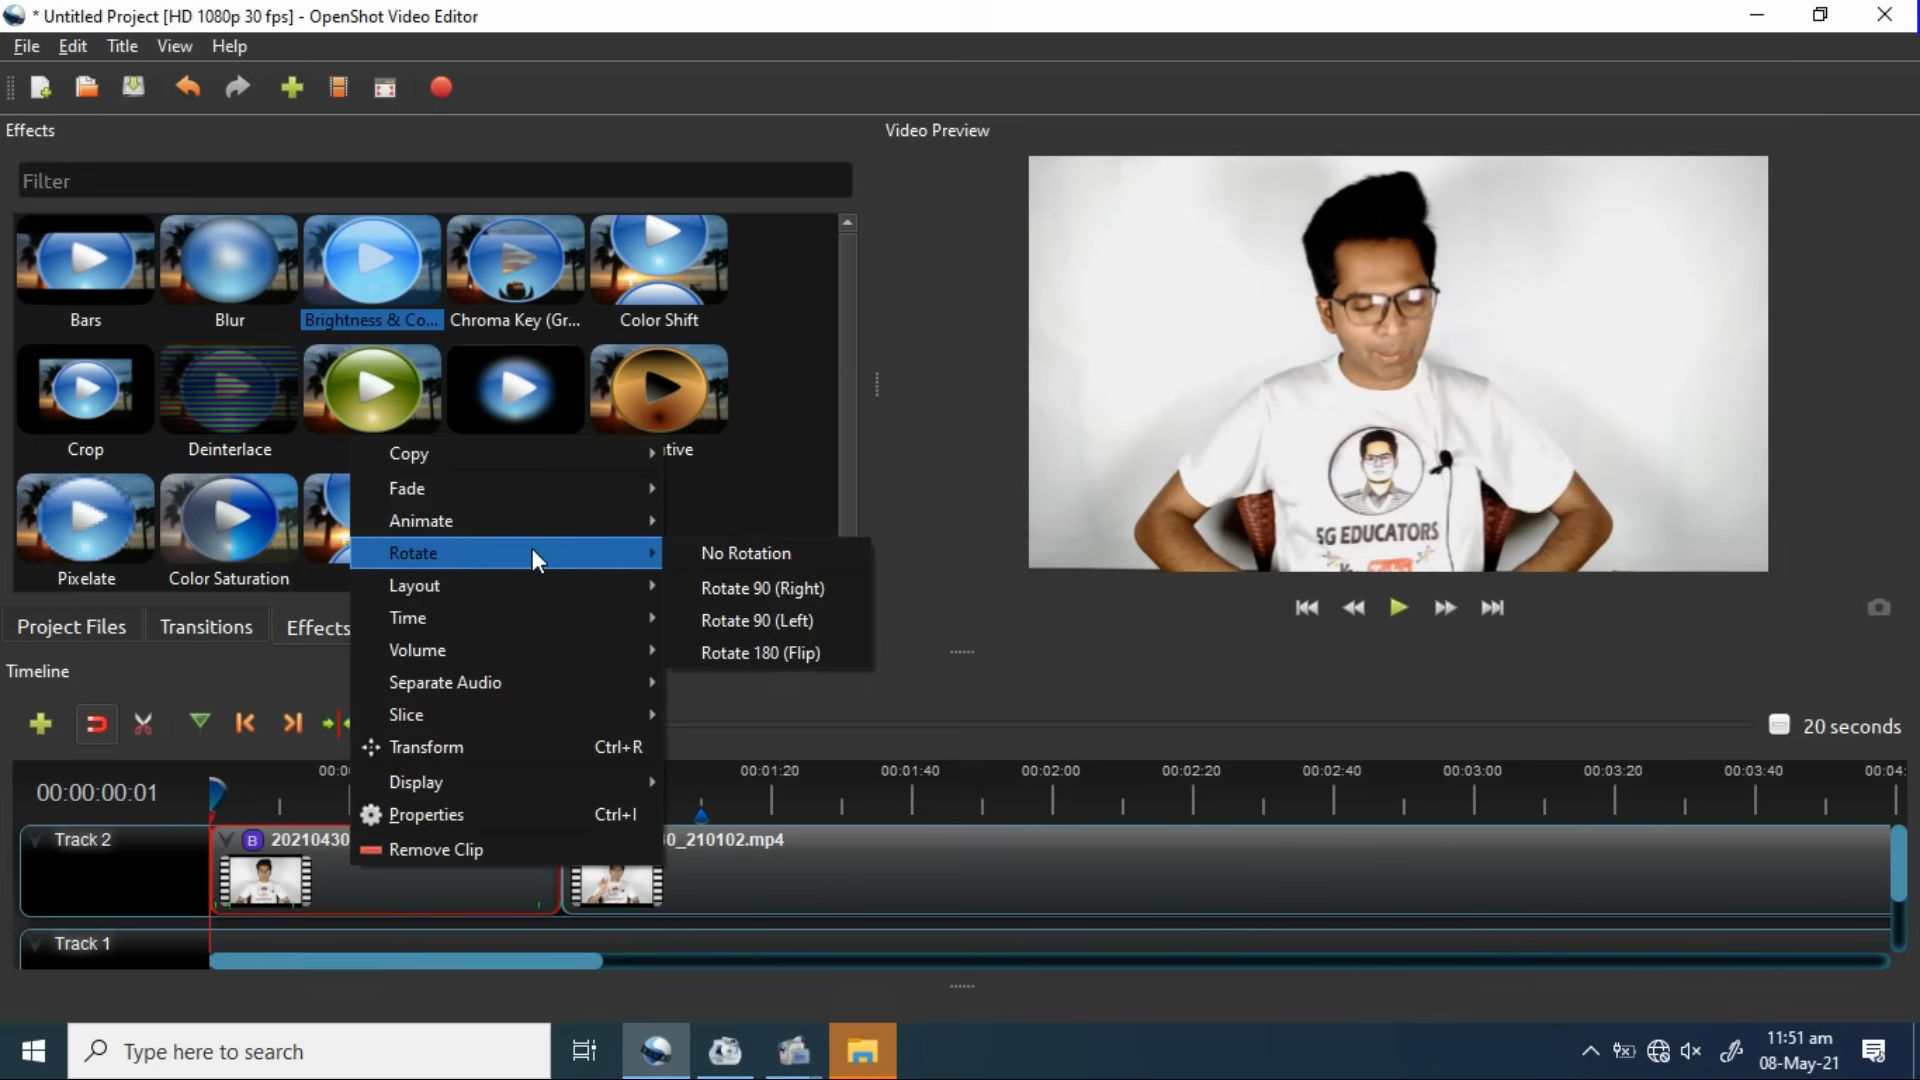 * Untitled Project [HD 1080p 30 fps] - OpenShot Video Editor
File Edit Title View Help
Effects
Video Preview
Filter
Bars
Blur
Brightness & Co...
Chroma Key (Gr...
Color Shift
Crop
Deinterlace
tive
Pixelate
Color Saturation
Copy
Fade
Animate
Rotate
Layout
Time
Volume
Separate Audio
Slice
Transform Ctrl+R
Display
Properties Ctrl+I
Remove Clip
No Rotation
Rotate 90 (Right)
Rotate 90 (Left)
Rotate 180 (Flip)
SG EDUCATORS
Project Files
Transitions
Effects
Timeline
20 seconds
00:00:00:01
00:0
00:01:20
00:01:40
00:02:00
00:02:20
00:02:40
00:03:00
00:03:20
00:03:40
00:04:
Track 2
B
20210430
0_210102.mp4
Track 1
Type here to search
11:51 am
08-May-21